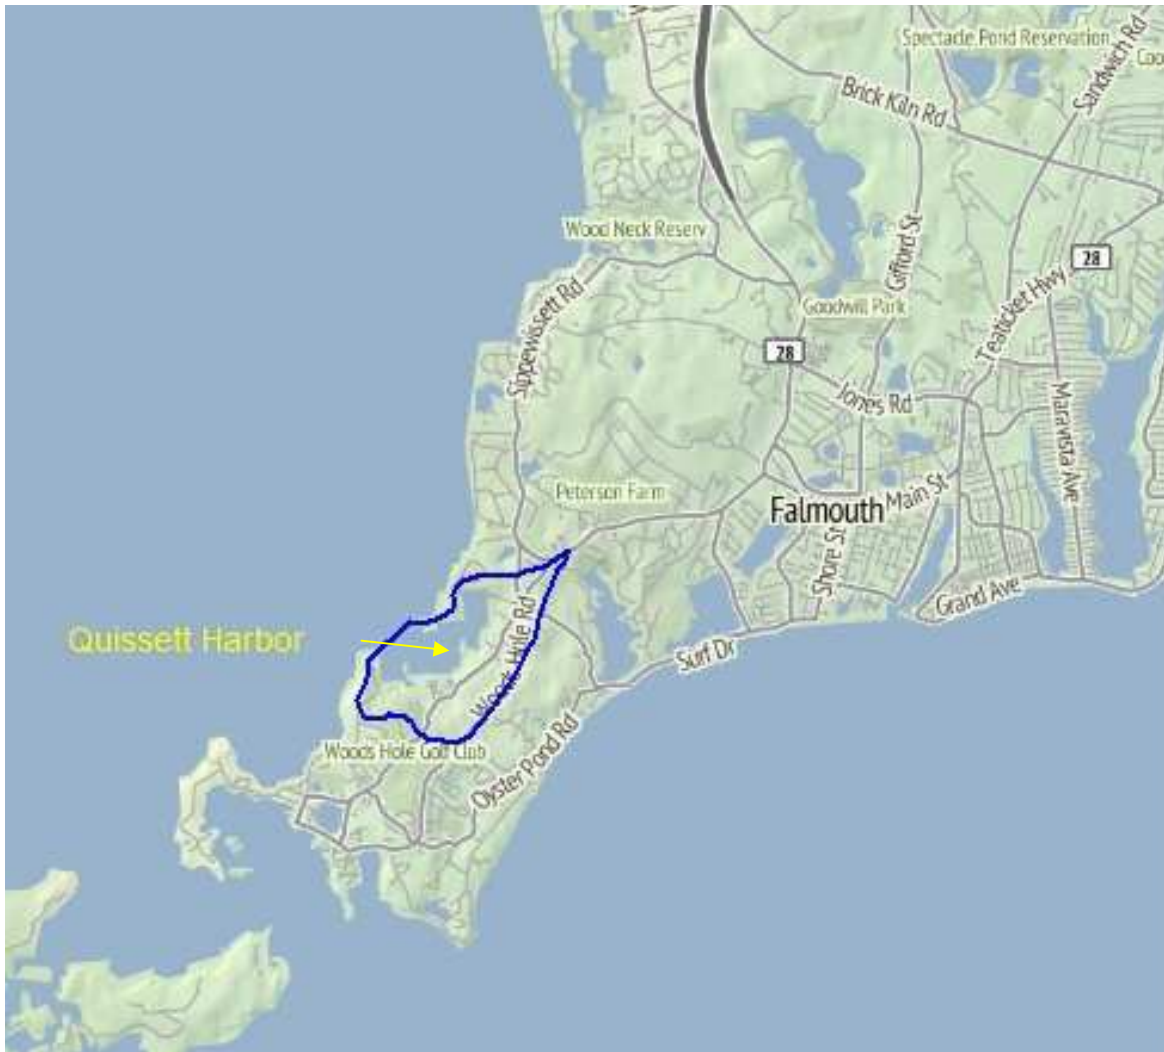 Spectacle Pond Reservation
Coo
Sandwich Rd
Brick Kiln Rd
Wood Neck Reserv
Gifford St
28
Teaticket Hwy
Sippewissett Rd
Goodwill Park
28
Jones Rd
Maravista Ave
Peterson Farm
Falmouth
Main St
Shore St
Grand Ave
Quissett Harbor
Woods Hole Rd
Surf Dr
Woods Hole Golf Club
Oyster Pond Rd